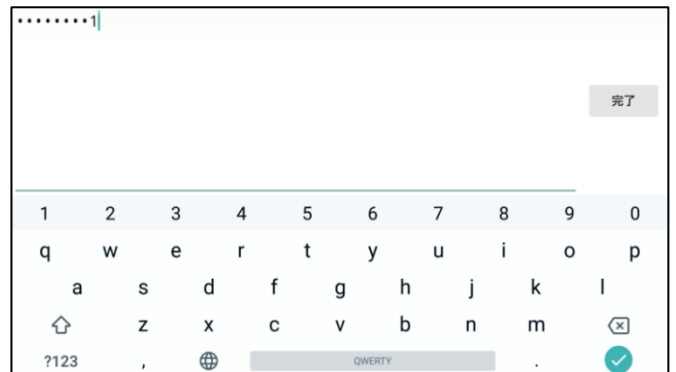 ••••••••1
完了
1 2 3 4 5 6 7 8 9 0
q w e r t y u i o p
a s d f g h j k l
z x c v b n m
?123 , QWERTY .